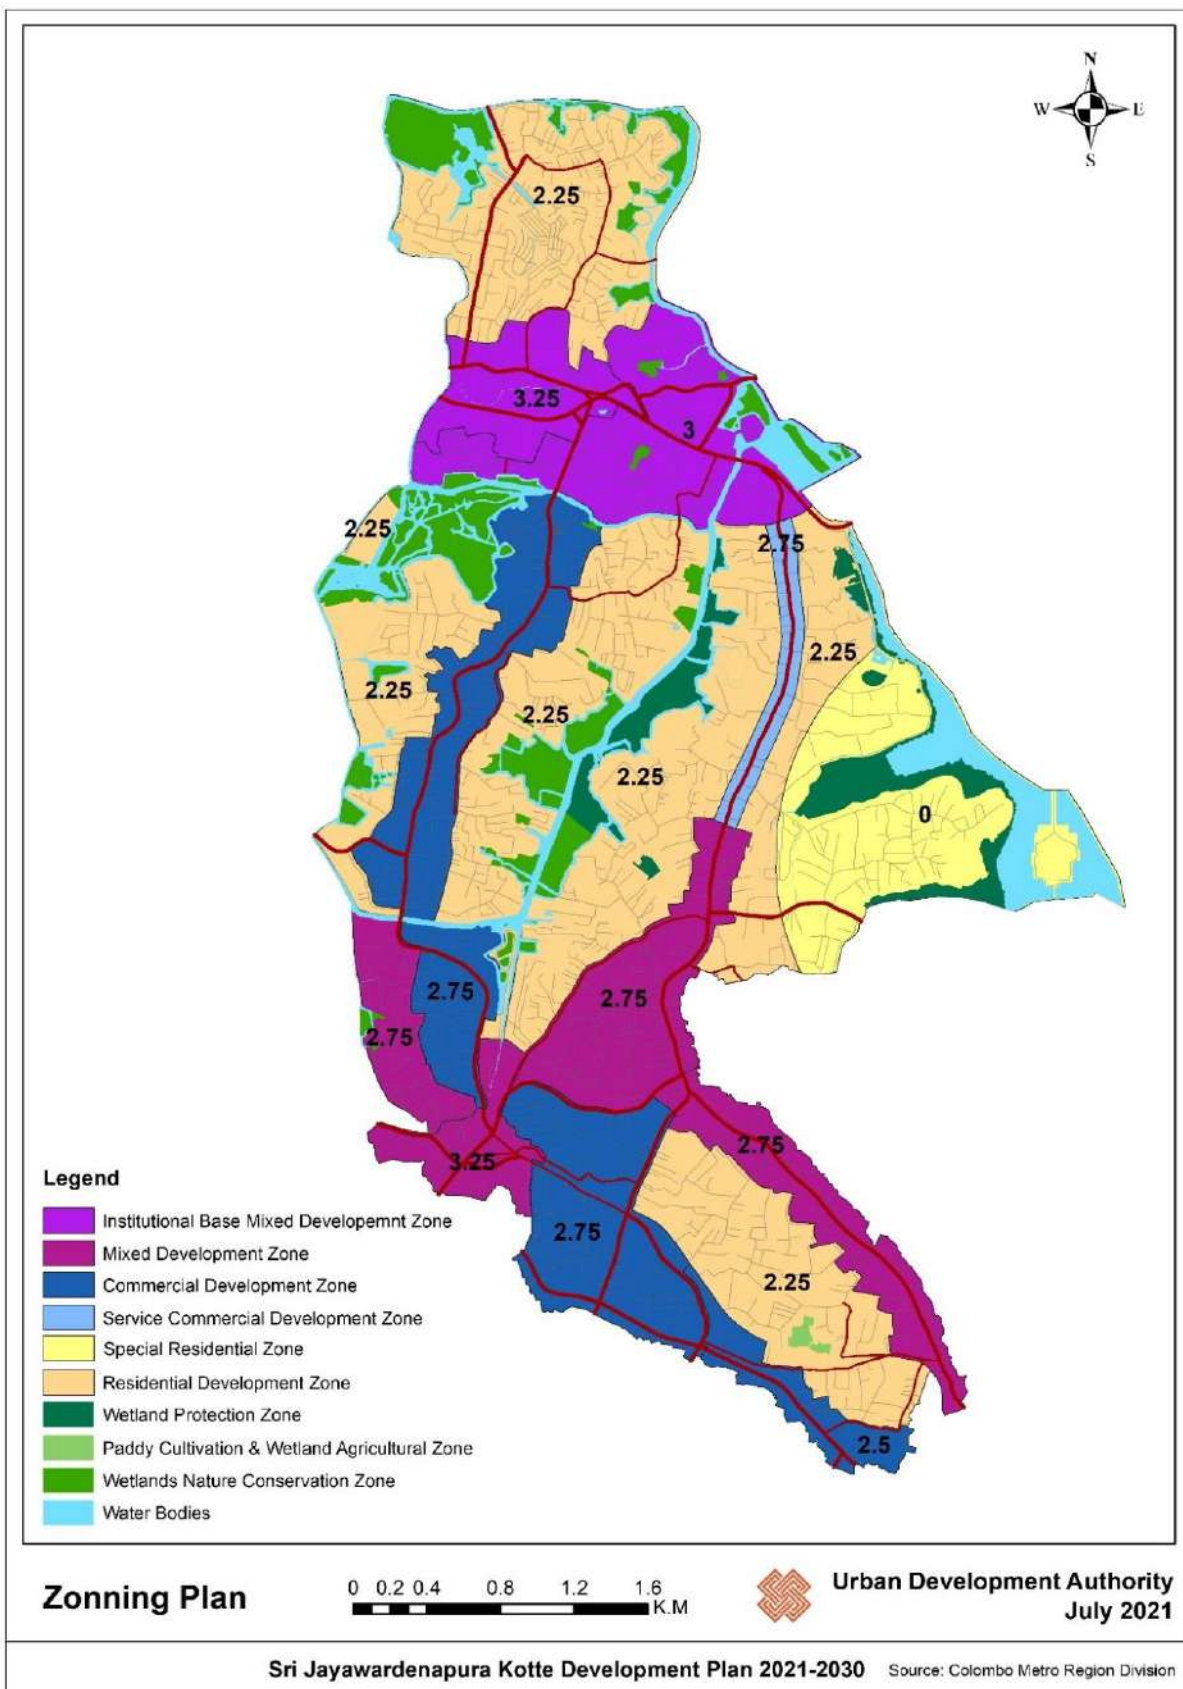 N
W E
S
2.25
3.25
3
2.25
2.75
2.25
2.25
2.25
2.25
0
2.75
2.75
2.75
2.75
3.25
2.75
2.25
2.5
Legend
Institutional Base Mixed Developemnt Zone
Mixed Development Zone
Commercial Development Zone
Service Commercial Development Zone
Special Residential Zone
Residential Development Zone
Wetland Protection Zone
Paddy Cultivation & Wetland Agricultural Zone
Wetlands Nature Conservation Zone
Water Bodies
Zonning Plan
0 0.2 0.4 0.8 1.2 1.6
K.M
Urban Development Authority
July 2021
Sri Jayawardenapura Kotte Development Plan 2021-2030 Source: Colombo Metro Region Division